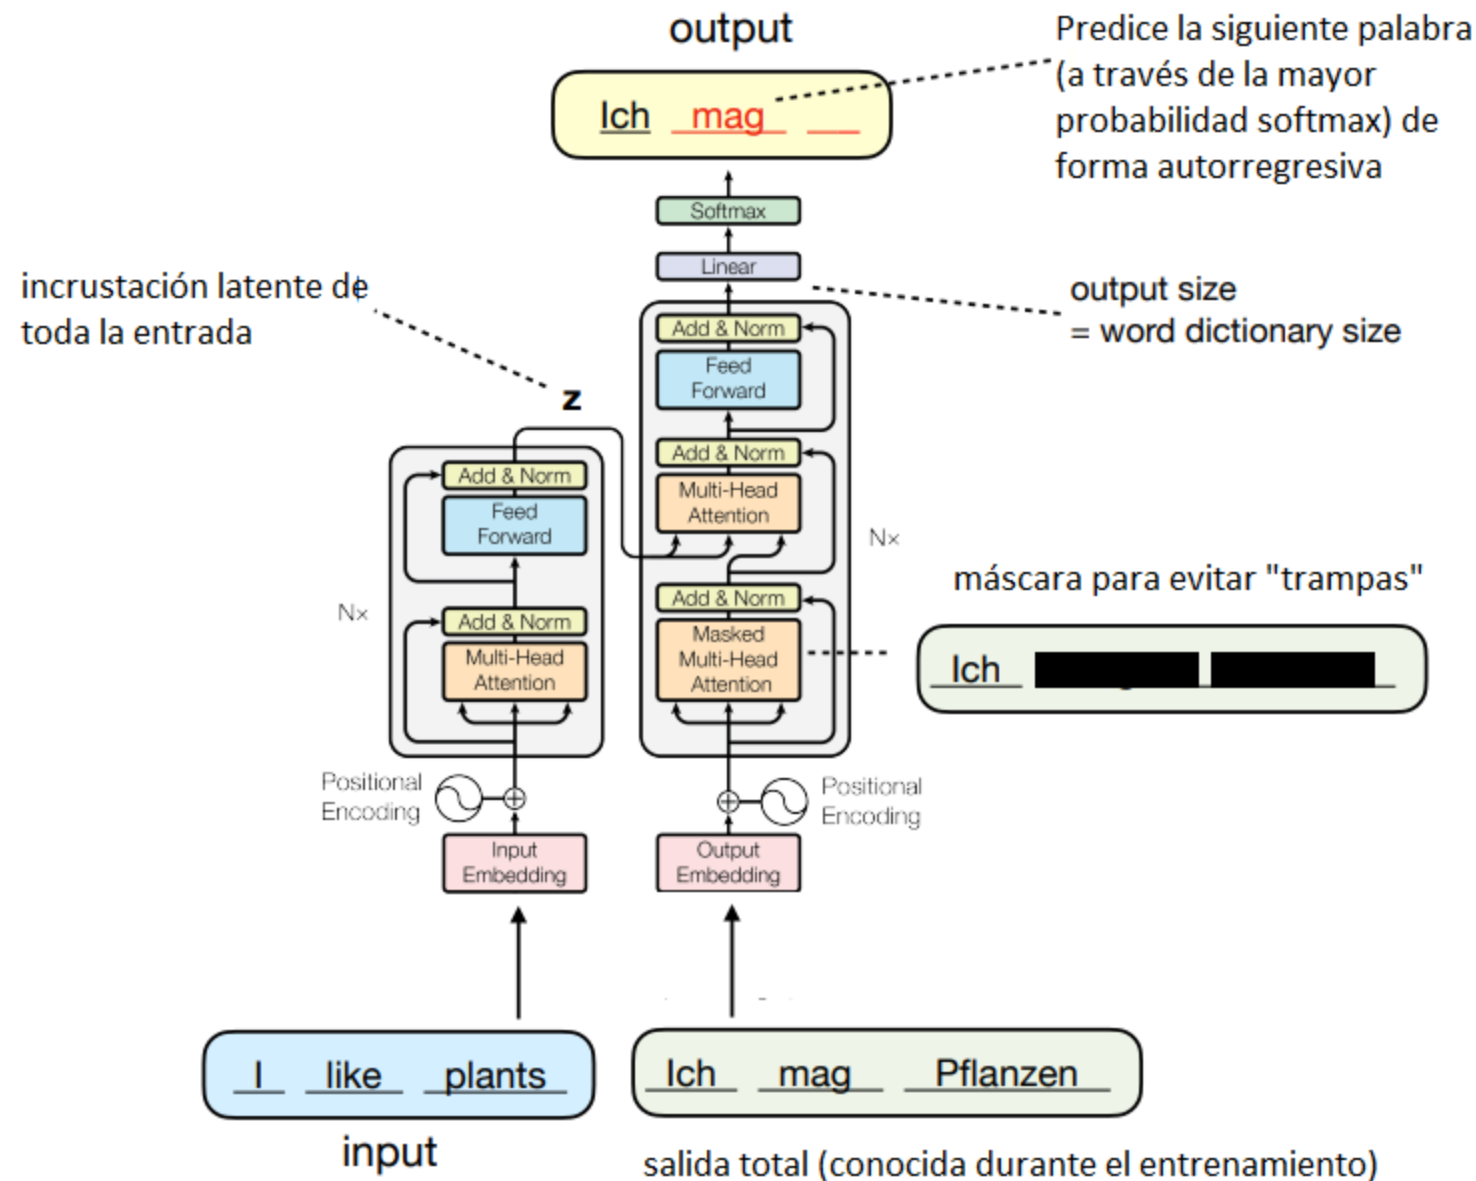 output
Predice la siguiente palabra
(a través de la mayor
probabilidad softmax) de
forma autorregresiva
Ich mag
Softmax
Linear
output size
= word dictionary size
incrustación latente de
toda la entrada
z
Add & Norm
Feed
Forward
Add & Norm
Multi-Head
Attention
Nx
Add & Norm
Masked
Multi-Head
Attention
Add & Norm
Feed
Forward
Nx
Add & Norm
Multi-Head
Attention
máscara para evitar "trampas"
Ich
Positional
Encoding
Positional
Encoding
Input
Embedding
Output
Embedding
I like plants
Ich mag Pflanzen
input
salida total (conocida durante el entrenamiento)